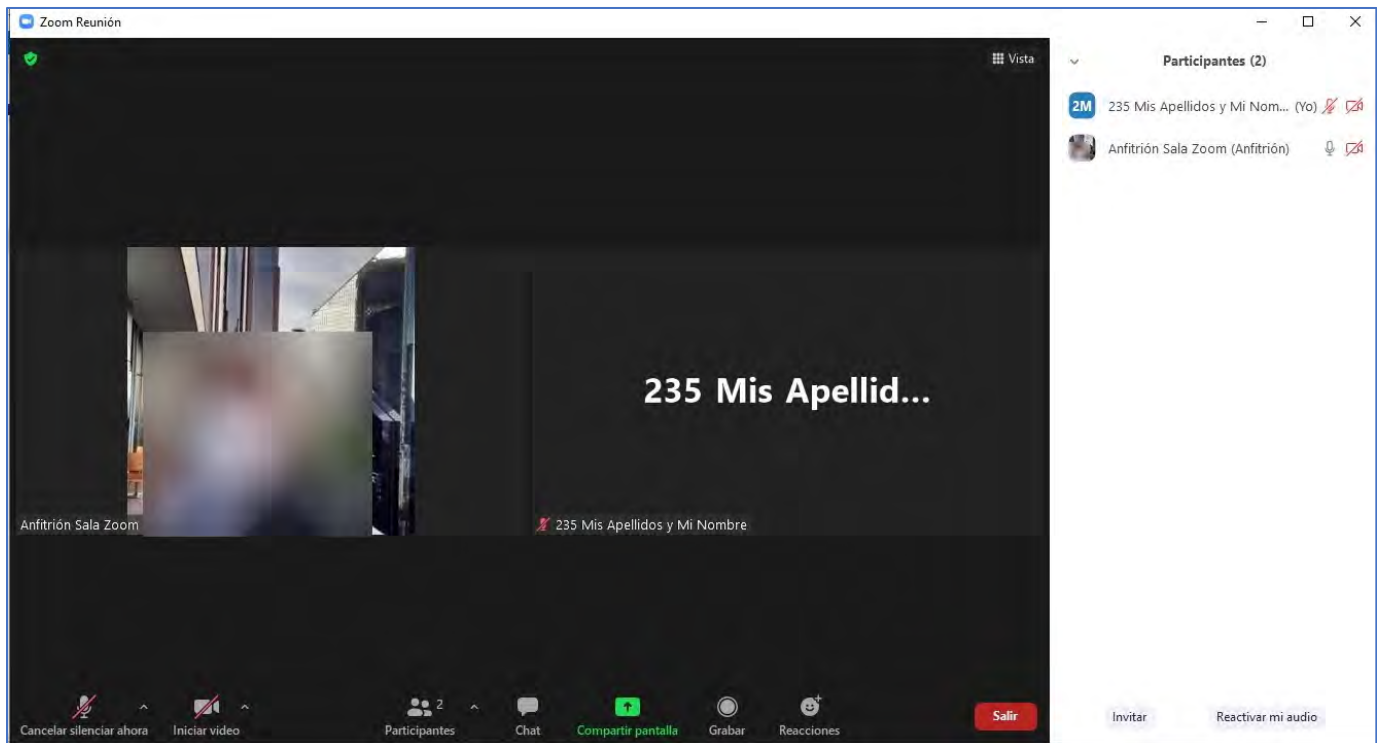 Zoom Reunión
Vista
Participantes (2)
2M 235 Mis Apellidos y Mi Nom... (Yo)
Anfitrión Sala Zoom (Anfitrión)
235 Mis Apellid...
Anfitrión Sala Zoom
235 Mis Apellidos y Mi Nombre
2
Cancelar silenciar ahora
Iniciar video
Participantes
Chat
Compartir pantalla
Grabar
Reacciones
Salir
Invitar
Reactivar mi audio